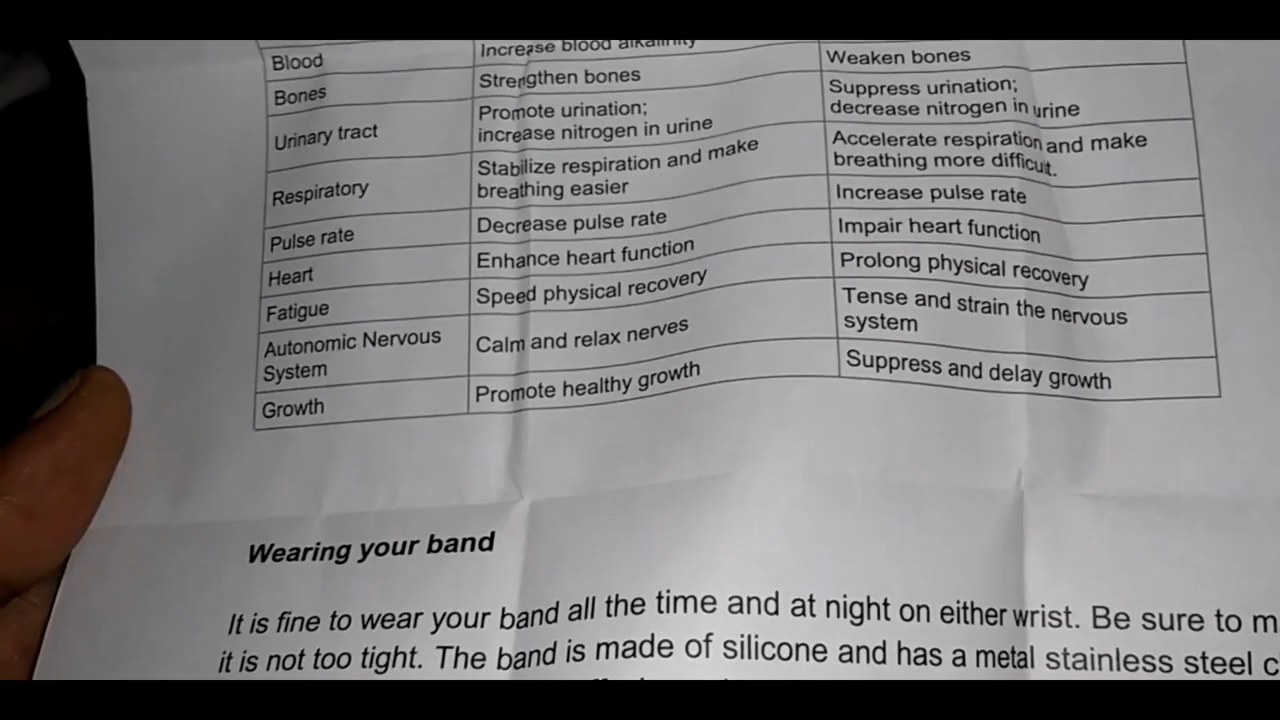 Blood
Increase blood alkalinity
Bones
Strengthen bones
Weaken bones
Urinary tract
Promote urination;
increase nitrogen in urine
Suppress urination;
decrease nitrogen in urine
Respiratory
Stabilize respiration and make
breathing easier
Accelerate respiration and make
breathing more difficult.
Pulse rate
Decrease pulse rate
Increase pulse rate
Heart
Enhance heart function
Impair heart function
Fatigue
Speed physical recovery
Prolong physical recovery
Autonomic Nervous
System
Calm and relax nerves
Tense and strain the nervous
system
Growth
Promote healthy growth
Suppress and delay growth
Wearing your band
It is fine to wear your band all the time and at night on either wrist. Be sure to m
it is not too tight. The band is made of silicone and has a metal stainless steel c